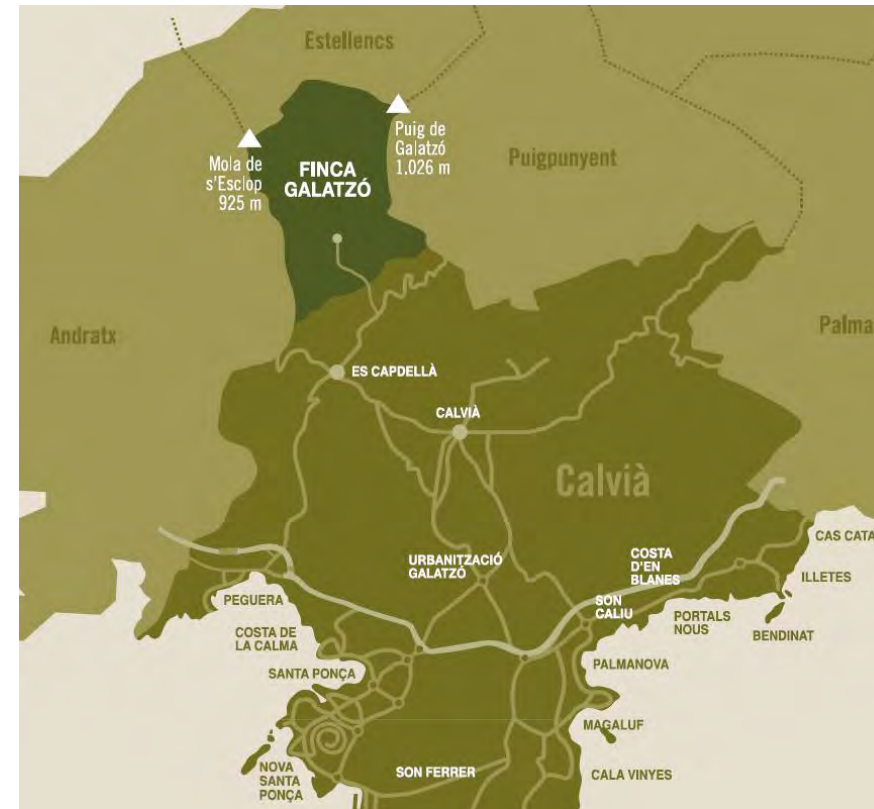 Estellencs
Puig de
Galatzó
1.026 m
Mola de
s'Esclop
925 m
FINCA
GALATZÓ
Puigpunyent
Andratx
Palma
ES CAPDELLÀ
CALVIÀ
Calvià
URBANITZACIÓ
GALATZÓ
COSTA
D'EN
BLANES
CAS CATA
ILLETES
SON
CALIU
PORTALS
NOUS
BENDINAT
PEGUERA
COSTA DE
LA CALMA
SANTA PONÇA
PALMANOVA
MAGALUF
NOVA
SANTA
PONÇA
SON FERRER
CALA VINYES